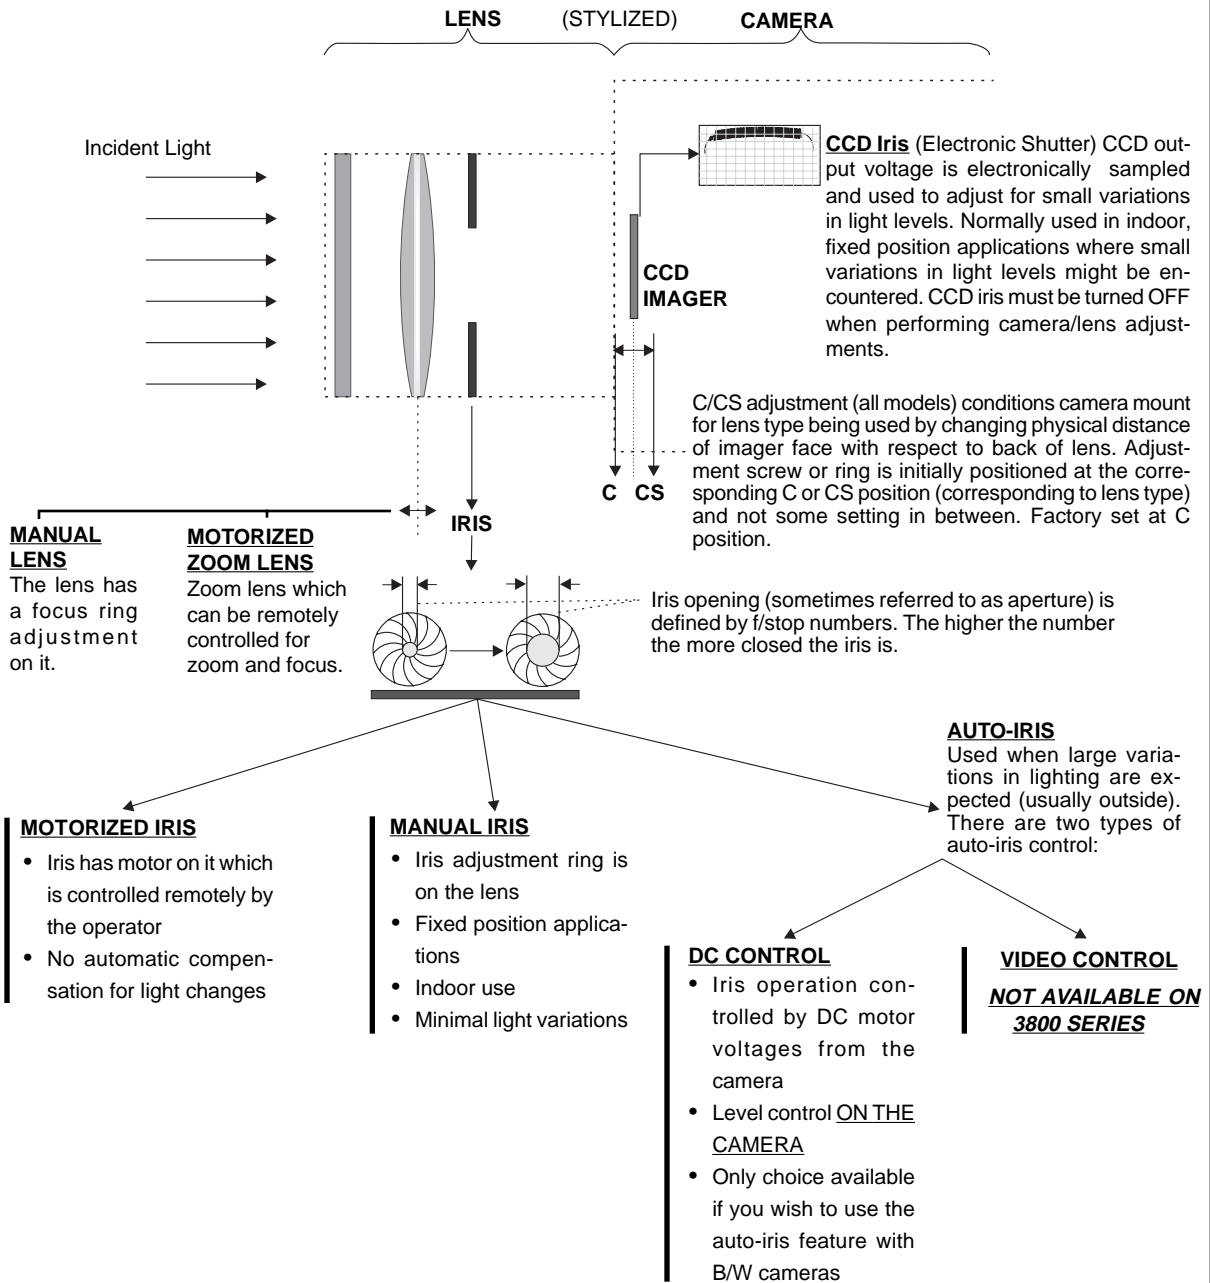 LENS (STYLIZED) CAMERA
Incident Light
CCD Iris (Electronic Shutter) CCD out-
put voltage is electronically sampled
and used to adjust for small variations
in light levels. Normally used in indoor,
fixed position applications where small
variations in light levels might be en-
countered. CCD iris must be turned OFF
when performing camera/lens adjust-
ments.
CCD
IMAGER
C/CS adjustment (all models) conditions camera mount
for lens type being used by changing physical distance
of imager face with respect to back of lens. Adjust-
ment screw or ring is initially positioned at the corre-
sponding C or CS position (corresponding to lens type)
and not some setting in between. Factory set at C
position.
C CS
IRIS
MANUAL
LENS
The lens has
a focus ring
adjustment
on it.
MOTORIZED
ZOOM LENS
Zoom lens which
can be remotely
controlled for
zoom and focus.
Iris opening (sometimes referred to as aperture) is
defined by f/stop numbers. The higher the number
the more closed the iris is.
AUTO-IRIS
Used when large varia-
tions in lighting are ex-
pected (usually outside).
There are two types of
auto-iris control:
MOTORIZED IRIS
• Iris has motor on it which
is controlled remotely by
the operator
• No automatic compen-
sation for light changes
MANUAL IRIS
• Iris adjustment ring is
on the lens
• Fixed position applica-
tions
• Indoor use
• Minimal light variations
DC CONTROL
• Iris operation con-
trolled by DC motor
voltages from the
camera
• Level control ON THE
CAMERA
• Only choice available
if you wish to use the
auto-iris feature with
B/W cameras
VIDEO CONTROL
NOT AVAILABLE ON
3800 SERIES